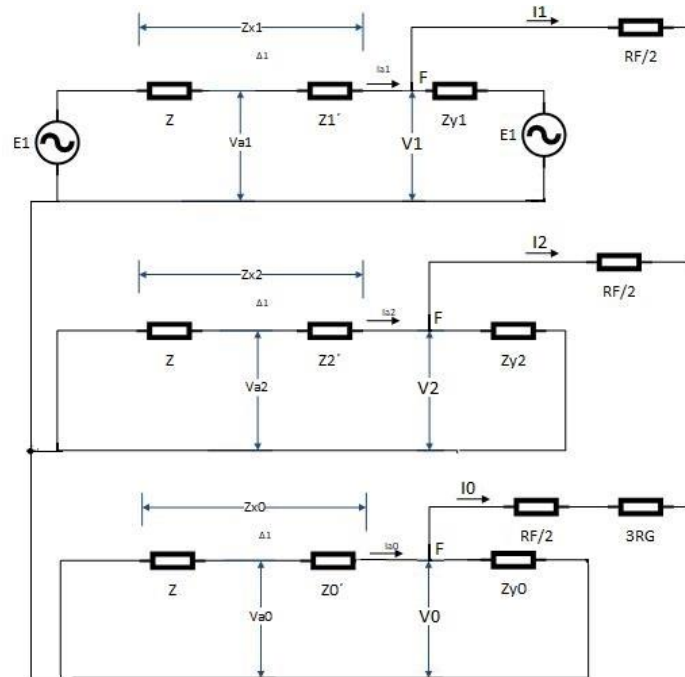 Zx1
I1
RF/2
Δ1
Ia1
F
Z
Z1´
Zy1
E1
Va1
V1
E1
Zx2
I2
RF/2
Δ1
Ia2
F
Z
Z2´
Zy2
Va2
V2
Zx0
I0
RF/2
3RG
Δ1
Ia0
F
Z
Z0´
Zy0
Va0
V0